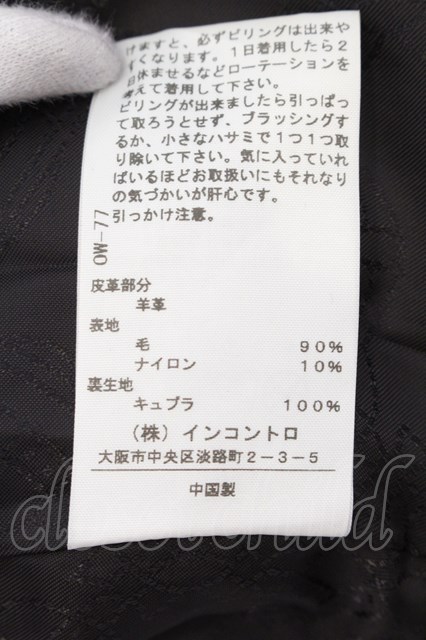 けますと、必ずピリングは出来や
すくなります。1日着用したら2
日休ませるなどローテーションを
考えて着用して下さい。
ピリングが出来ましたら引っぱっ
て取ろうとせず、ブラッシングす
るか、小さなハサミで1つ1つ取
り除いて下さい。気に入っていれ
ばいるほどお取扱いにもそれなり
の気づかいが肝心です。
引っかけ注意。
OW-77
皮革部分
羊革
表地
毛 90%
ナイロン 10%
裏生地
キュプラ 100%
(株)インコントロ
大阪市中央区淡路町2-3-5
中国製
closetchild